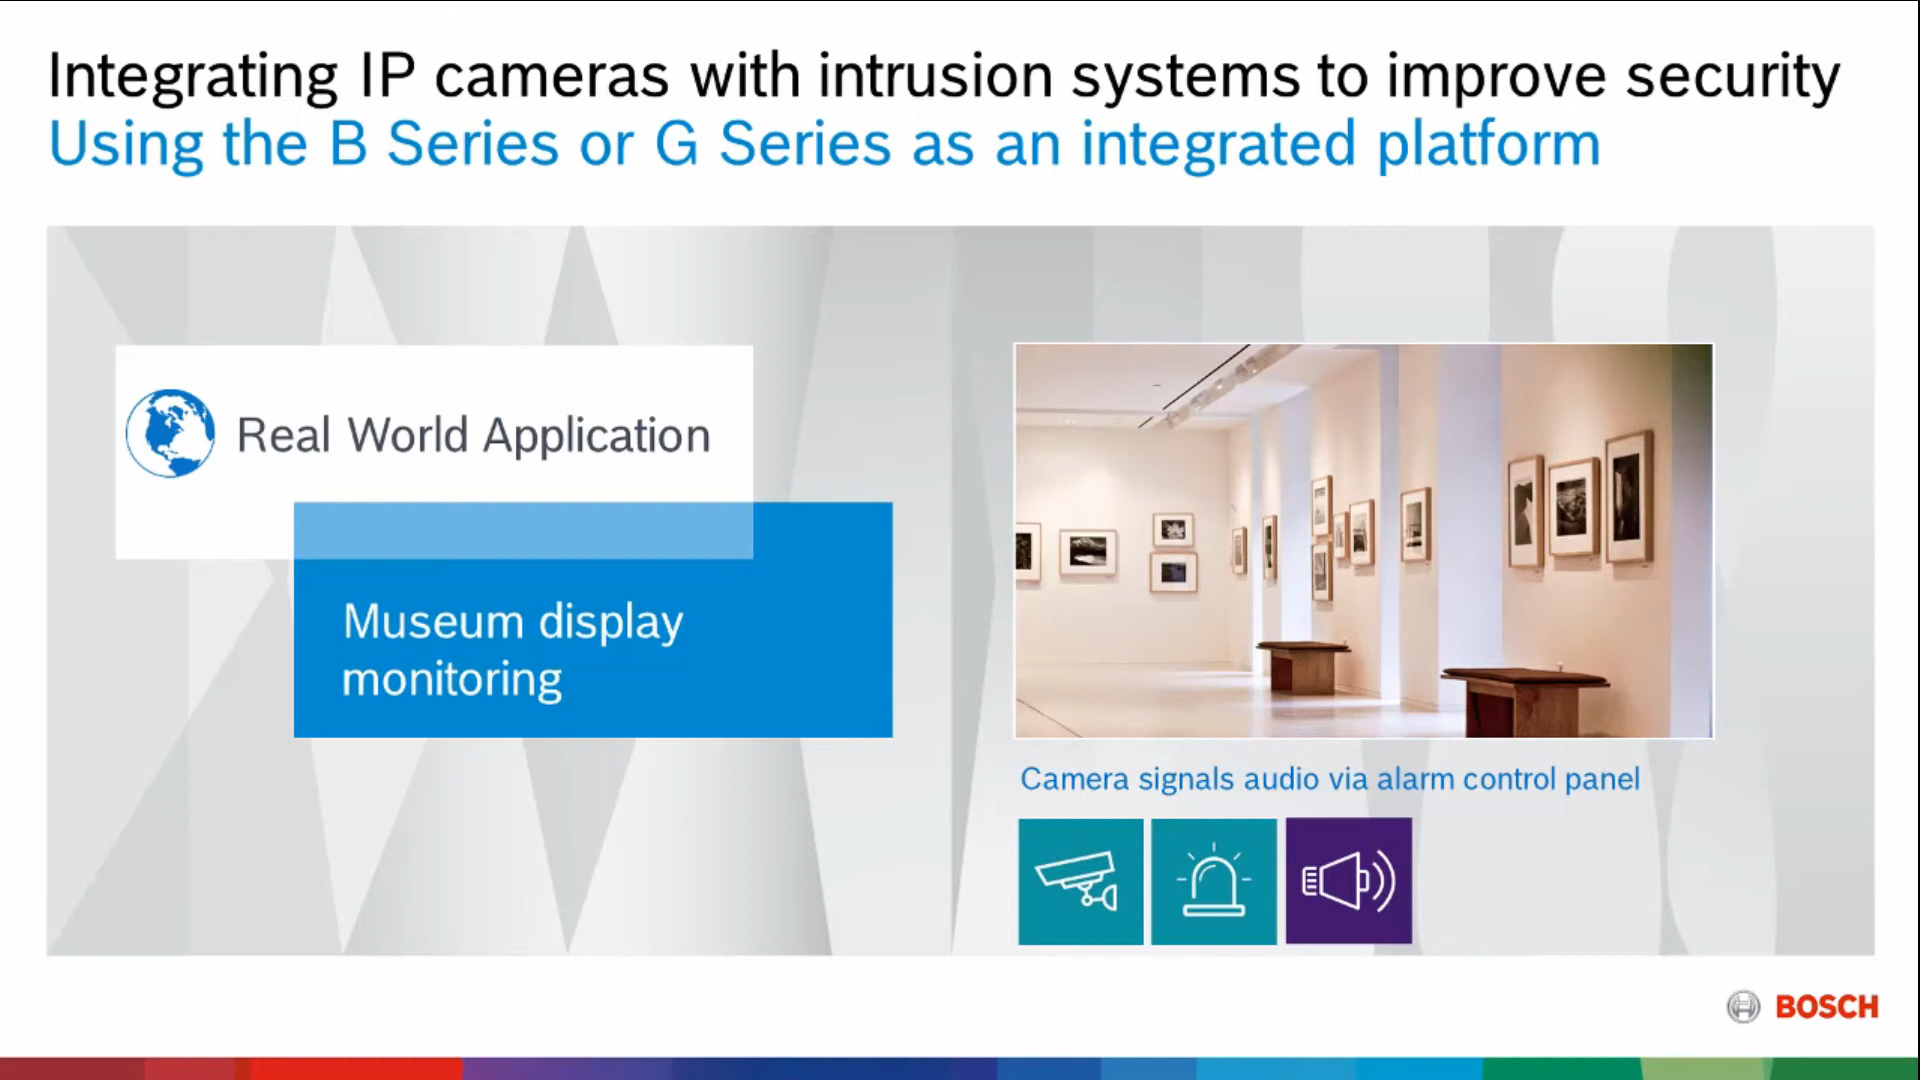 Integrating IP cameras with intrusion systems to improve security
Using the B Series or G Series as an integrated platform
Real World Application
Museum display
monitoring
Camera signals audio via alarm control panel
BOSCH